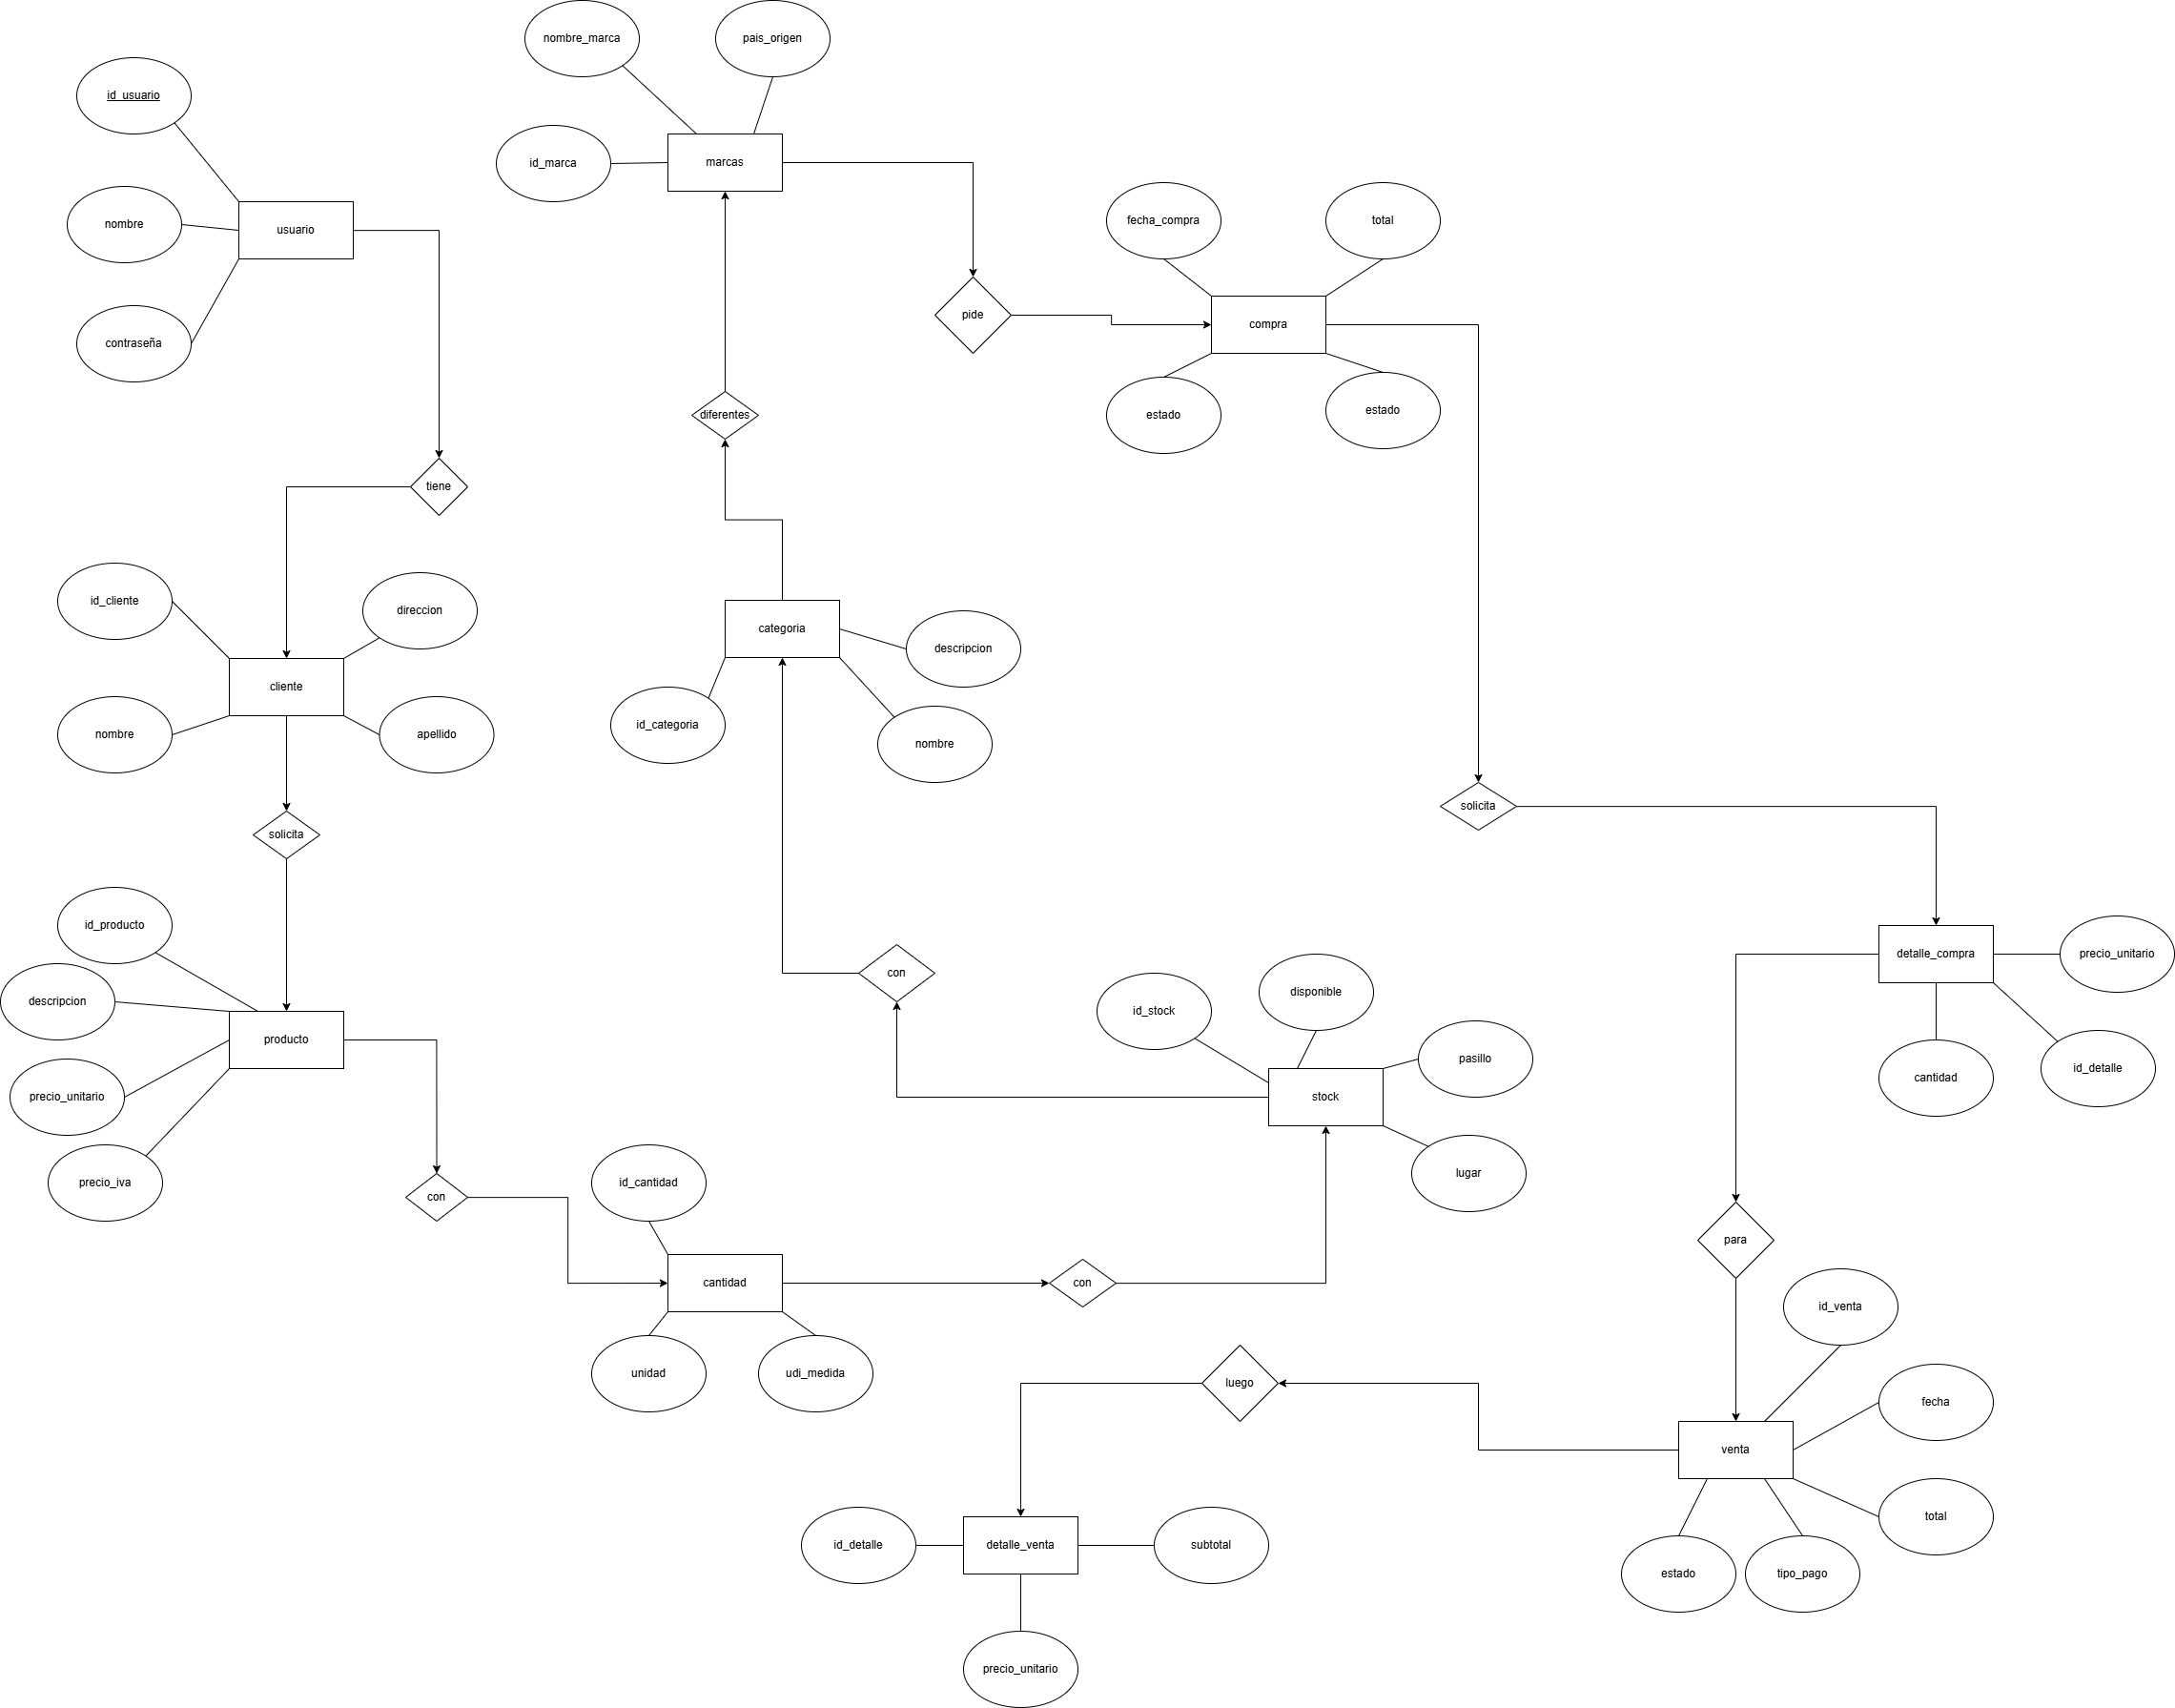 nombre_marca
pais_origen
id_usuario
id_marca
marcas
nombre
usuario
fecha_compra
total
contraseña
pide
compra
diferentes
estado
estado
tiene
id_cliente
direccion
categoria
descripcion
cliente
nombre
apellido
id_categoria
nombre
solicita
solicita
id_producto
con
descripcion
id_stock
disponible
detalle_compra
precio_unitario
producto
pasillo
precio_unitario
stock
cantidad
id_detalle
precio_iva
con
id_cantidad
lugar
para
cantidad
con
id_venta
unidad
udi_medida
luego
fecha
venta
id_detalle
detalle_venta
subtotal
total
estado
tipo_pago
precio_unitario